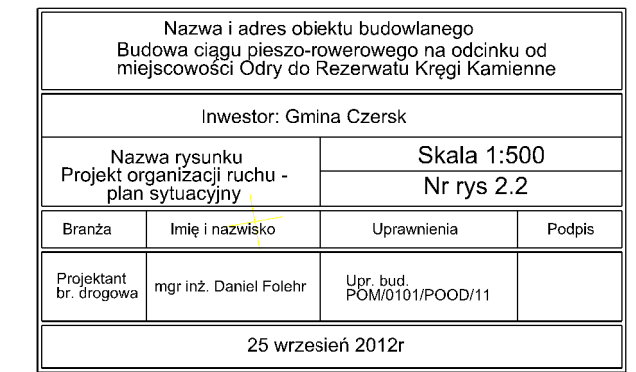 Nazwa i adres obiektu budowlanego
Budowa ciągu pieszo-rowerowego na odcinku od
miejscowości Odry do Rezerwatu Kręgi Kamienne
Inwestor: Gmina Czersk
Nazwa rysunku
Projekt organizacji ruchu -
plan sytuacyjny
Skala 1:500
Nr rys 2.2
Branża
Imię i nazwisko
Uprawnienia
Podpis
Projektant
br. drogowa
mgr inż. Daniel Folehr
Upr. bud.
POM/0101/POOD/11
25 wrzesień 2012r